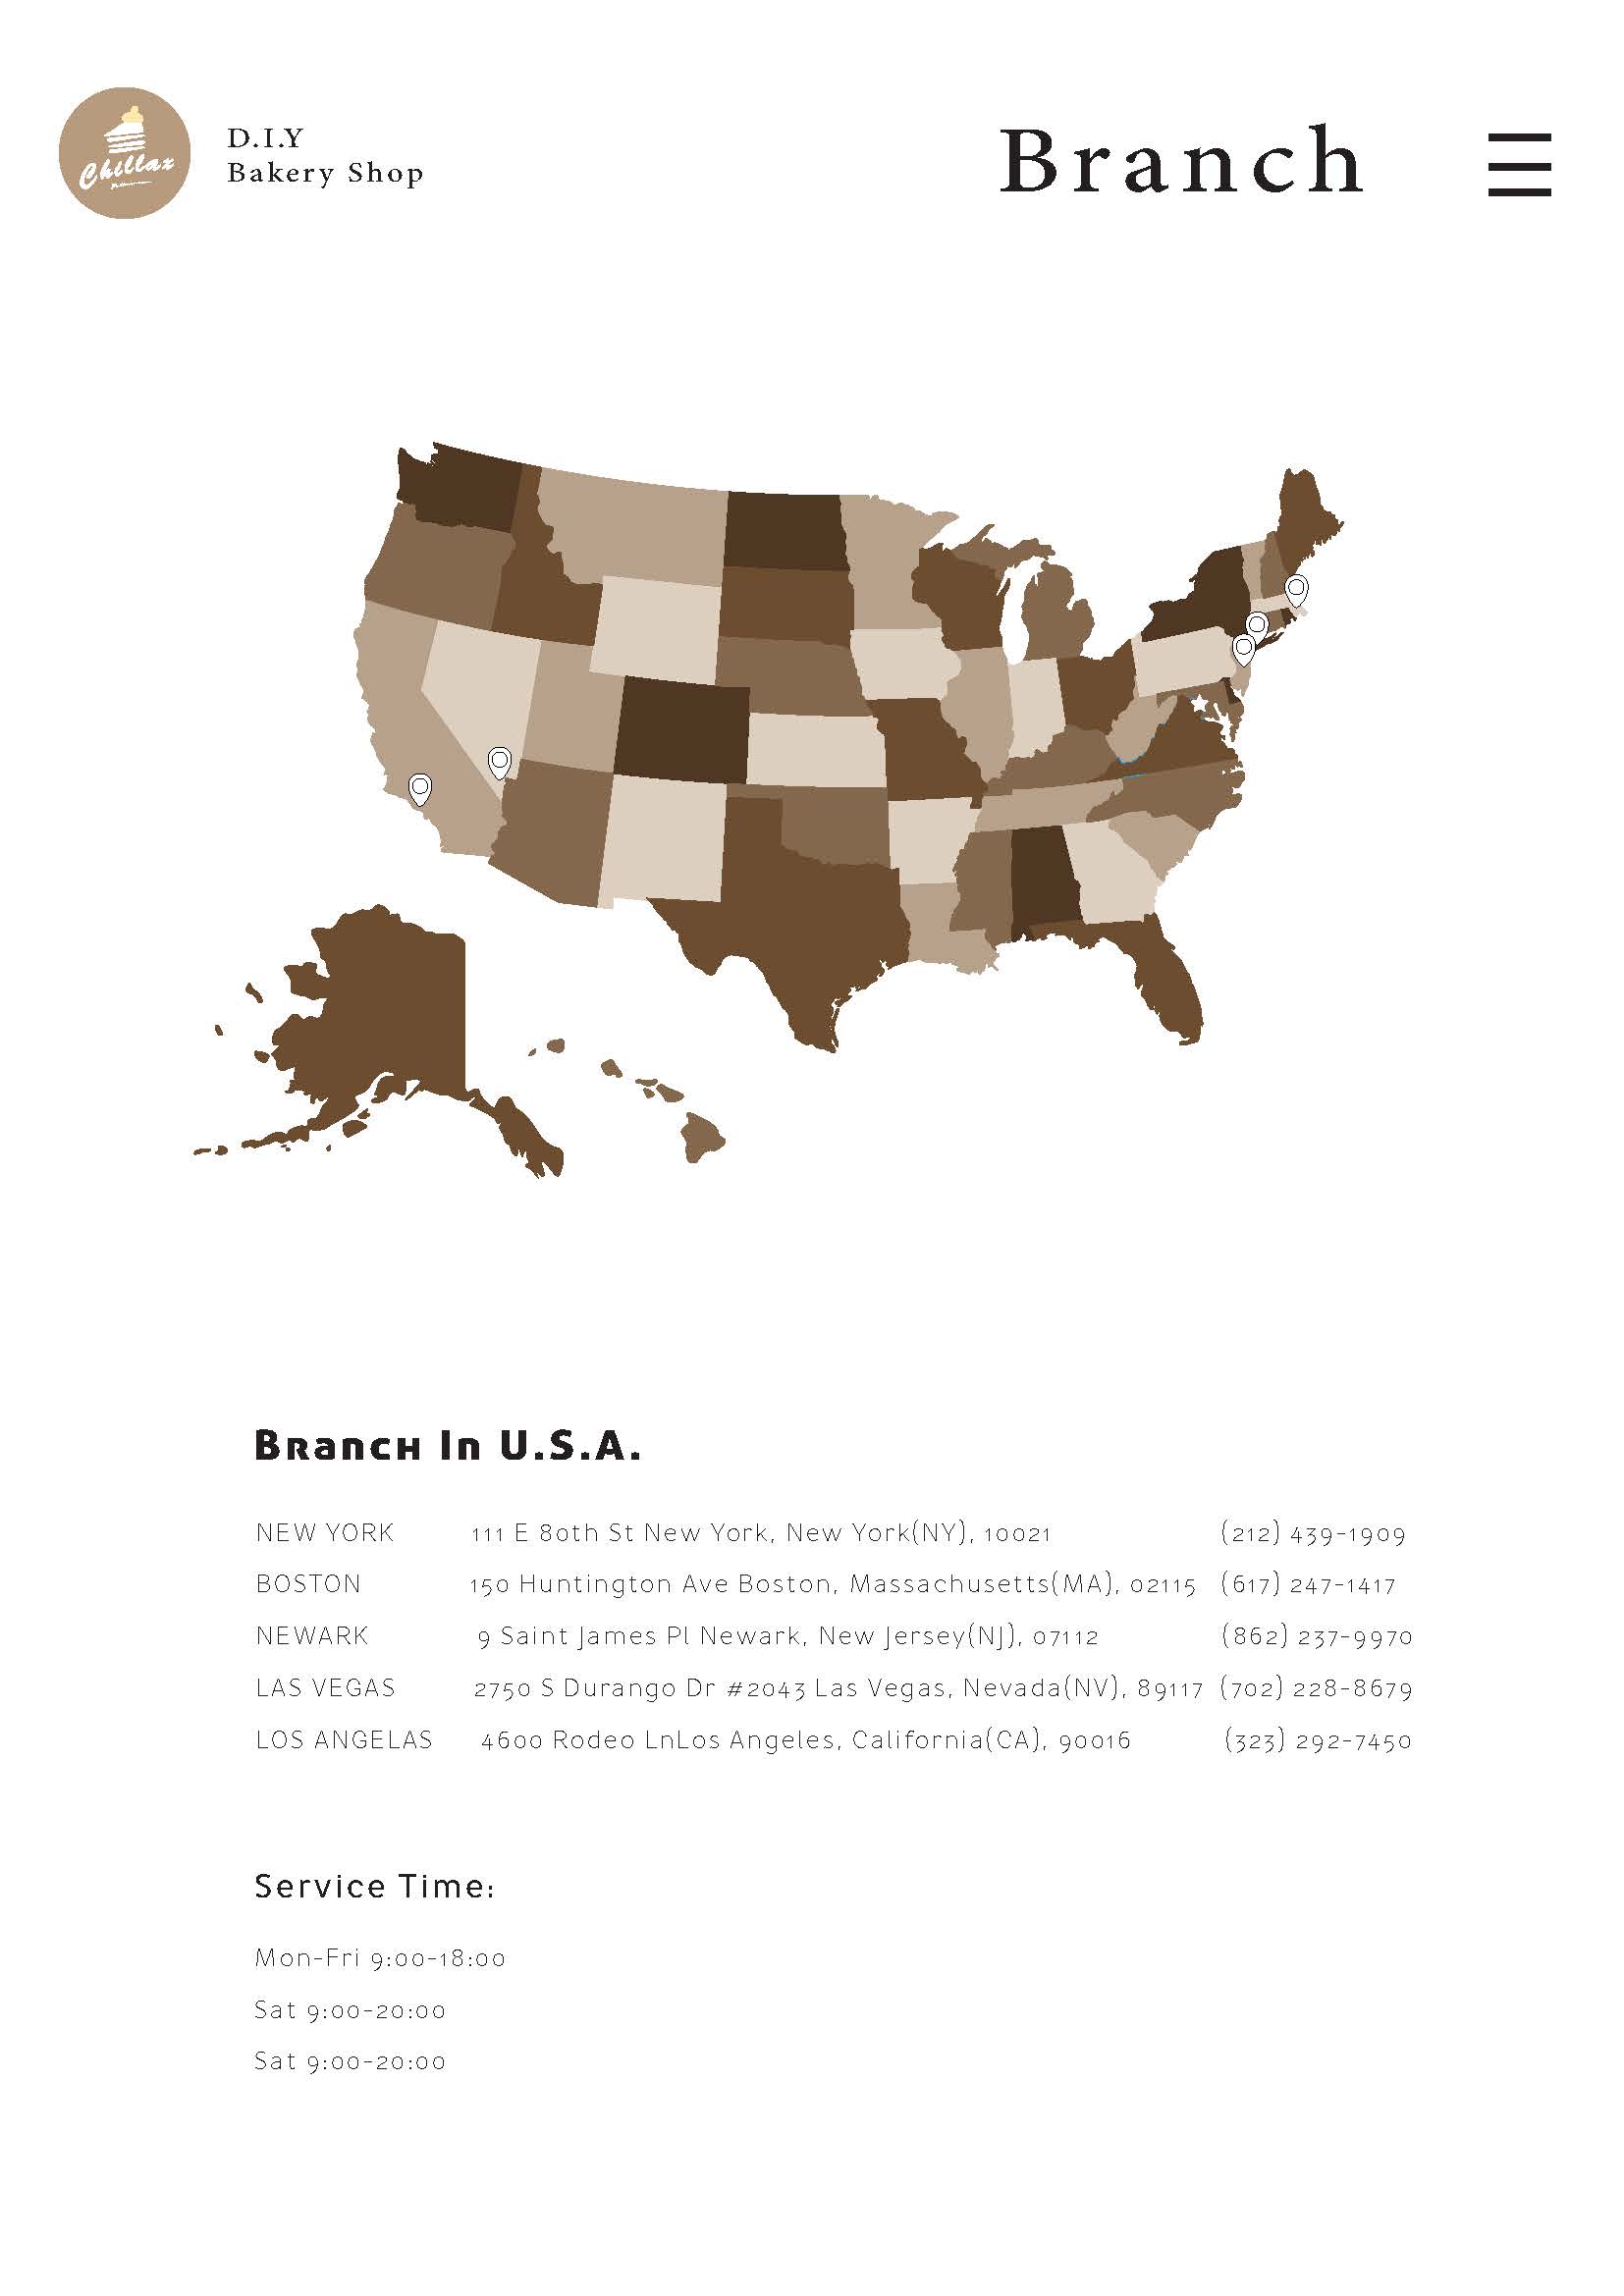 Chillax
D.I.Y
Bakery Shop
Branch
Branch In U.S.A.
NEW YORK 111 E 80th St New York, New York(NY), 10021 (212) 439-1909
BOSTON 150 Huntington Ave Boston, Massachusetts(MA), 02115 (617) 247-1417
NEWARK 9 Saint James Pl Newark, New Jersey(NJ), 07112 (862) 237-9970
LAS VEGAS 2750 S Durango Dr #2043 Las Vegas, Nevada(NV), 89117 (702) 228-8679
LOS ANGELAS 4600 Rodeo LnLos Angeles, California(CA), 90016 (323) 292-7450
Service Time:
Mon-Fri 9:00-18:00
Sat 9:00-20:00
Sat 9:00-20:00